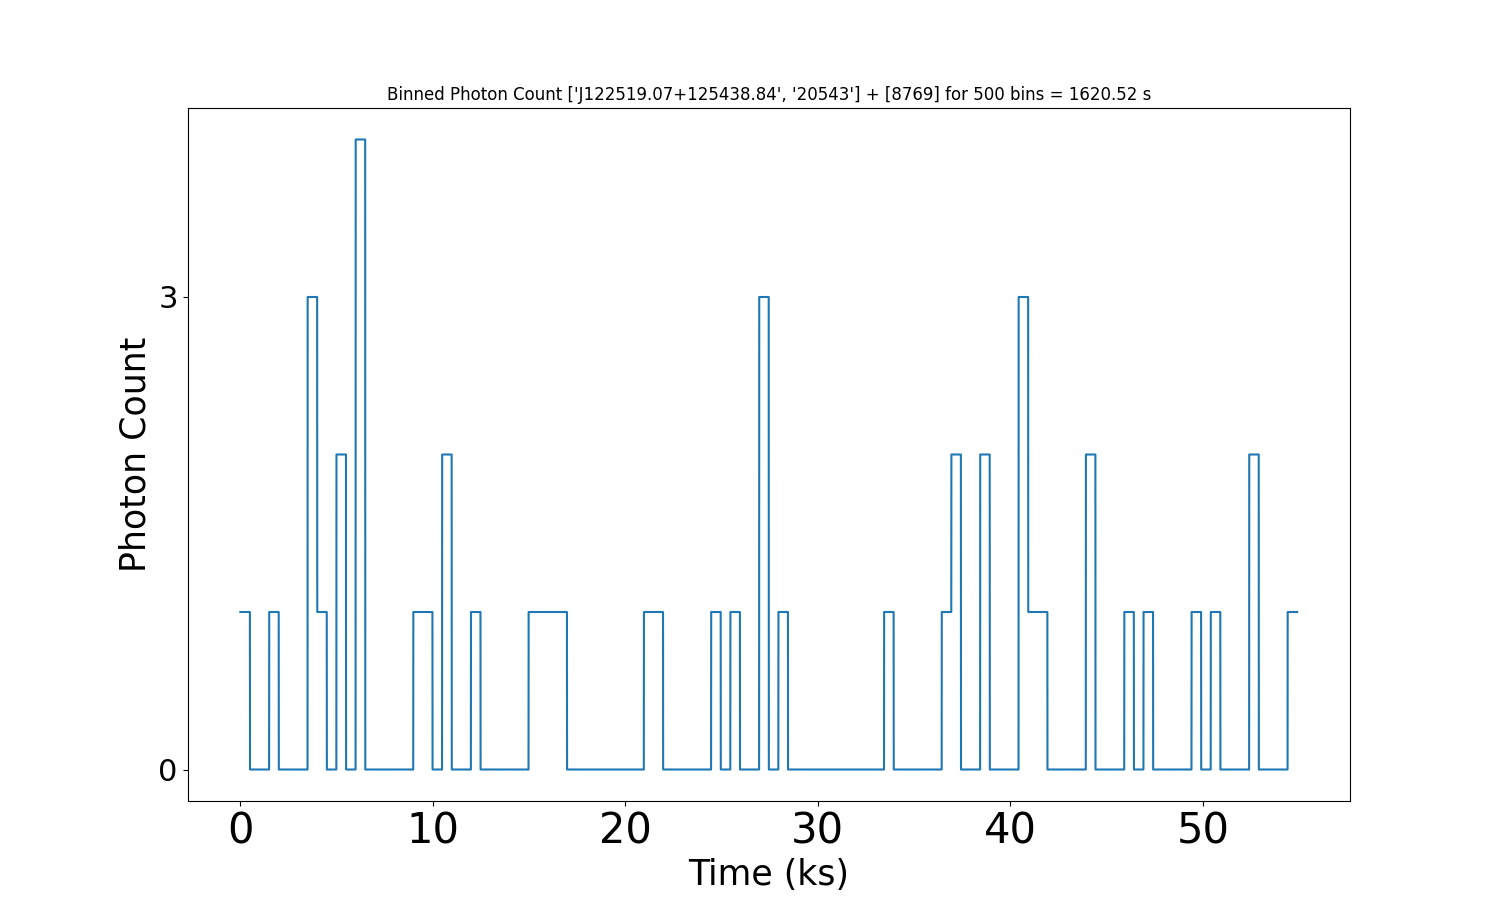 Binned Photon Count ['J122519.07+125438.84', '20543'] + [8769] for 500 bins = 1620.52 s
Photon Count
3
0
0 10 20 30 40 50
Time (ks)